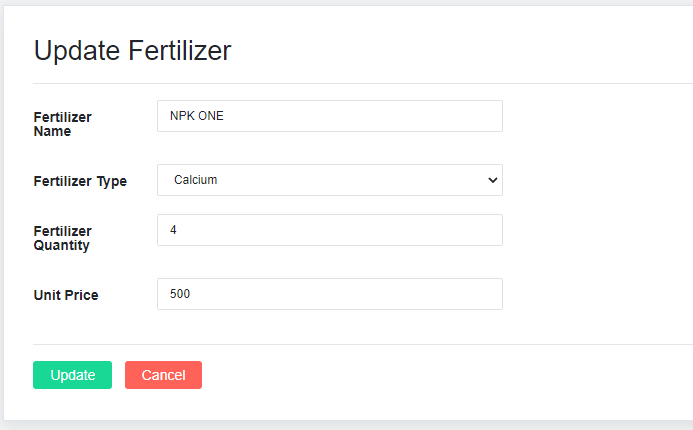 Update Fertilizer
Fertilizer
Name
NPK ONE
Fertilizer Type
Calcium
Fertilizer
Quantity
4
Unit Price
500
Update
Cancel